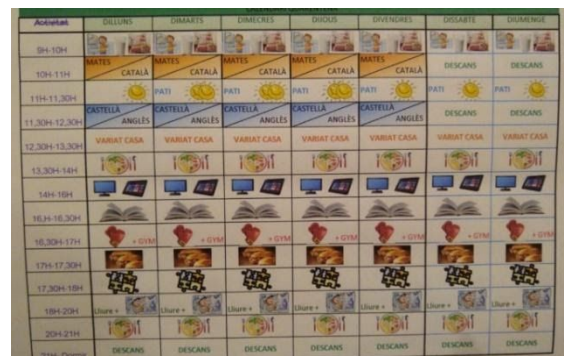 Activitat DILLUNS DIMARTS DIMECRES DIJOUS DIVENDRES DISSABTE DIUMENGE
9H-10H
MATES MATES MATES MATES MATES
10H-11H CATALÀ CATALÀ CATALÀ CATALÀ CATALÀ DESCANS DESCANS
11H-11,30H PATI PATI PATI PATI PATI PATI
CASTELLÀ CASTELLÀ CASTELLÀ CASTELLÀ CASTELLÀ
11,30H-12,30H ANGLÈS ANGLÈS ANGLÈS ANGLÈS ANGLÈS DESCANS DESCANS
12,30H-13,30H VARIAT CASA VARIAT CASA VARIAT CASA VARIAT CASA VARIAT CASA VARIAT CASA VARIAT CASA
13,30H-14H
14H-16H
16,H-16,30H
16,30H-17H + GYM + GYM + GYM + GYM + GYM + GYM + GYM
17H-17,30H
17,30H-18H
18H-20H Lliure + Lliure + Lliure + Lliure + Lliure + Lliure + Lliure +
20H-21H
DESCANS DESCANS DESCANS DESCANS DESCANS DESCANS DESCANS